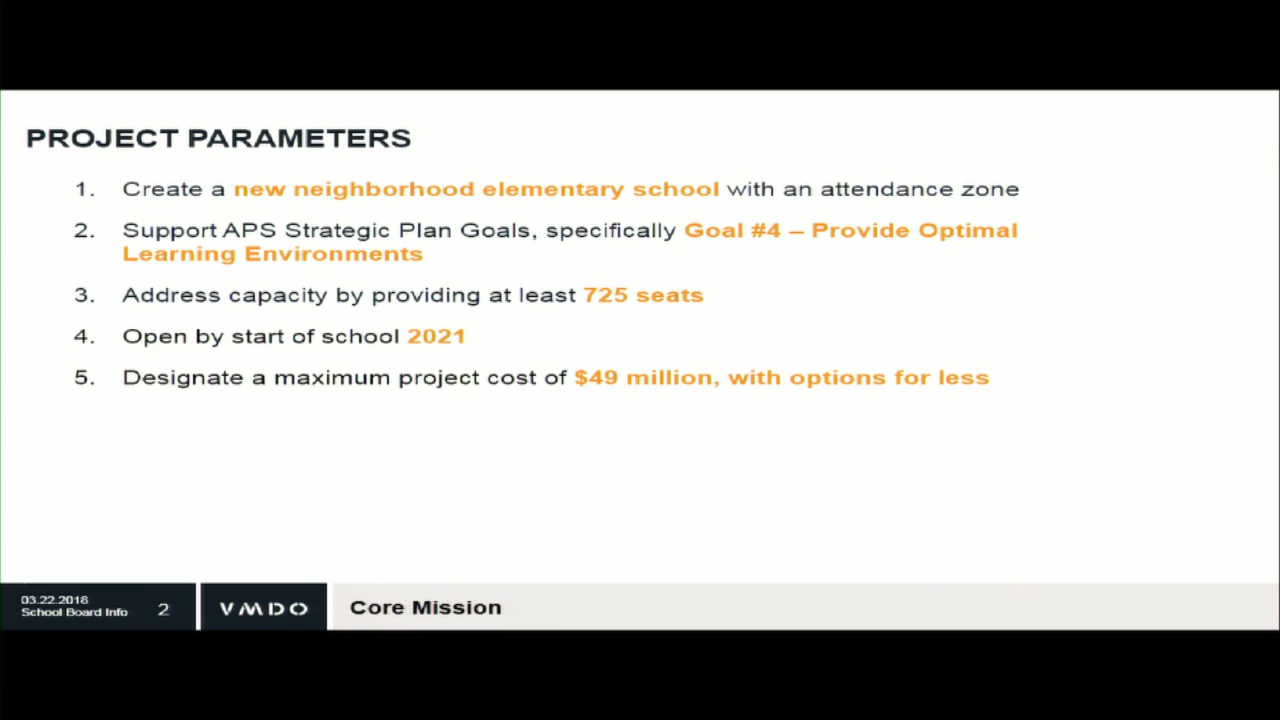 PROJECT PARAMETERS
1. Create a new neighborhood elementary school with an attendance zone
2. Support APS Strategic Plan Goals, specifically Goal #4 – Provide Optimal
Learning Environments
3. Address capacity by providing at least 725 seats
4. Open by start of school 2021
5. Designate a maximum project cost of $49 million, with options for less
03.22.2018
School Board Info
2
VMDO
Core Mission